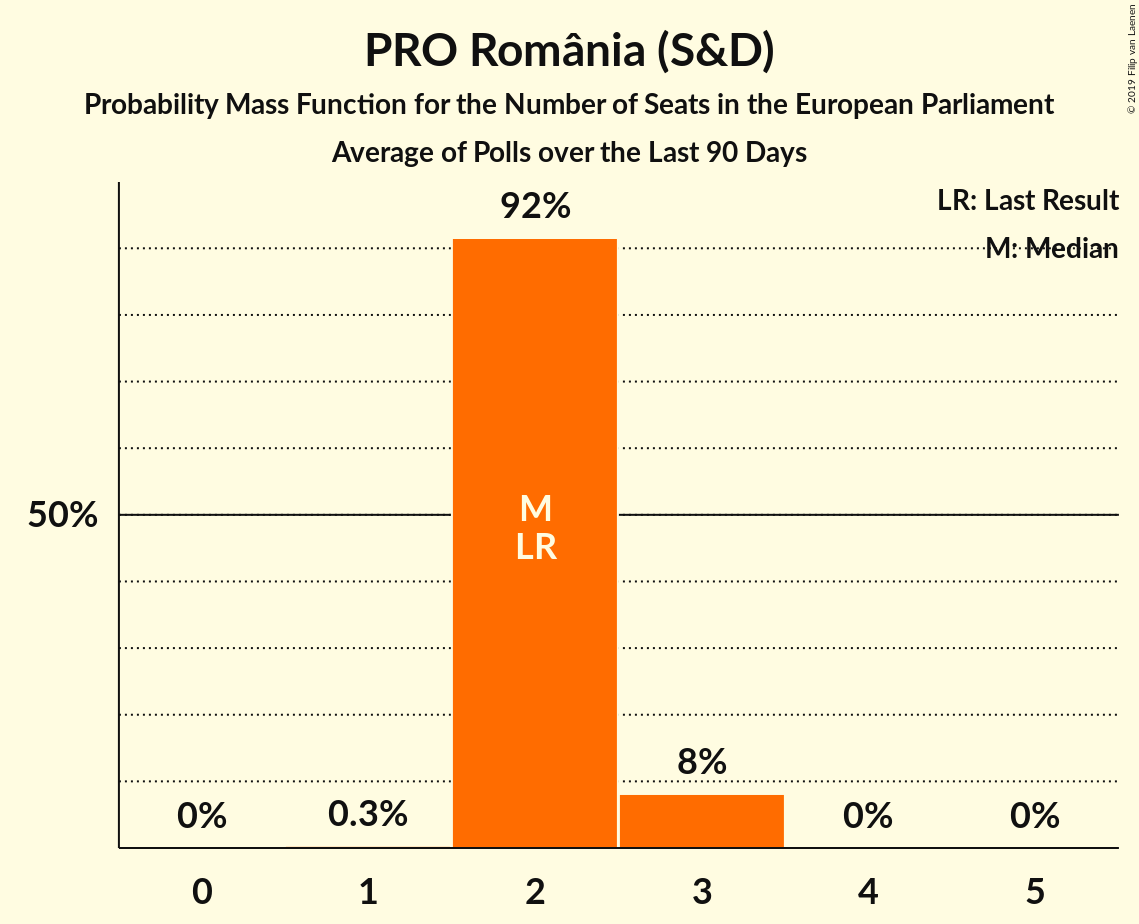 PRO România (S&D)
Probability Mass Function for the Number of Seats in the European Parliament
Average of Polls over the Last 90 Days
© 2019 Filip van Laenen
LR: Last Result
M: Median
92%
50%
M
LR
8%
0%
0.3%
0%
0%
0
1
2
3
4
5